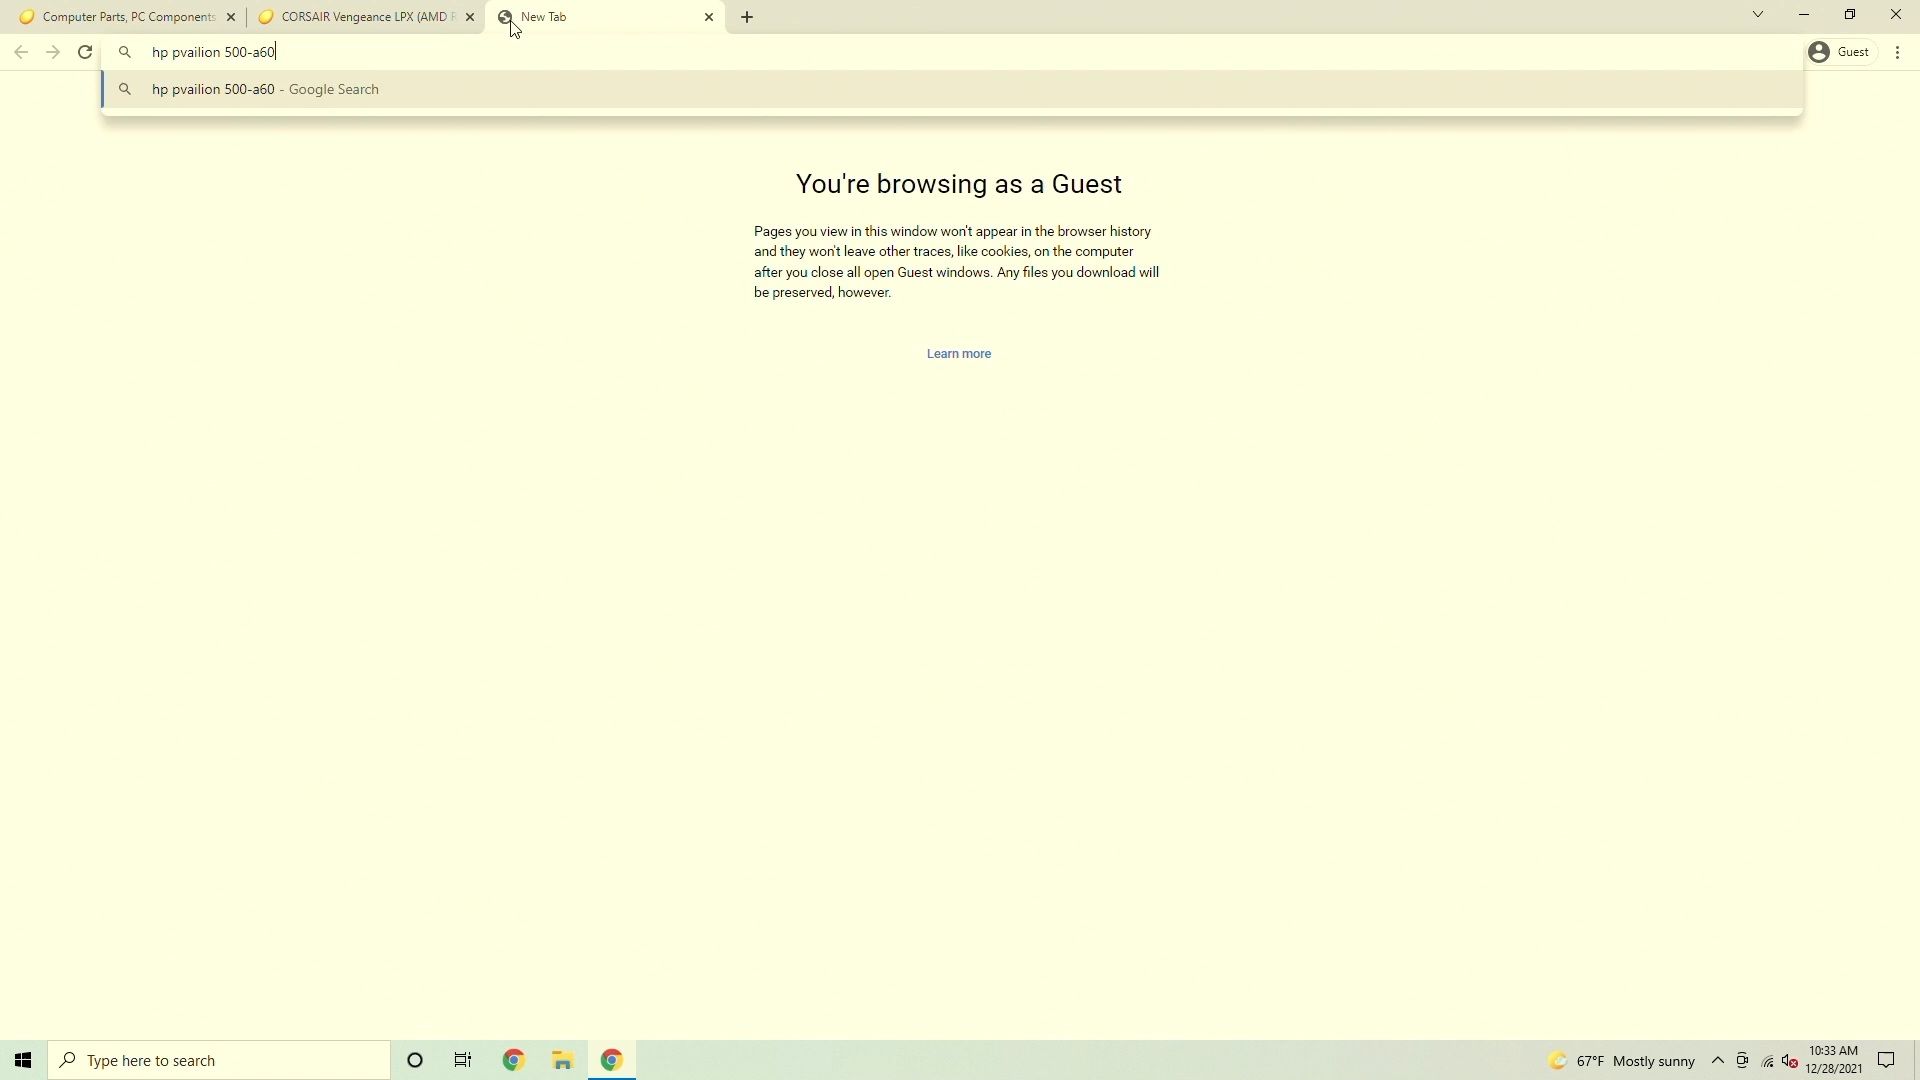 Computer Parts, PC Components
CORSAIR Vengeance LPX (AMD R
New Tab
hp pvailion 500-a60
Guest
hp pvailion 500-a60 - Google Search
You're browsing as a Guest
Pages you view in this window won't appear in the browser history
and they won't leave other traces, like cookies, on the computer
after you close all open Guest windows. Any files you download will
be preserved, however.
Learn more
Type here to search
67°F Mostly sunny
10:33 AM
12/28/2021